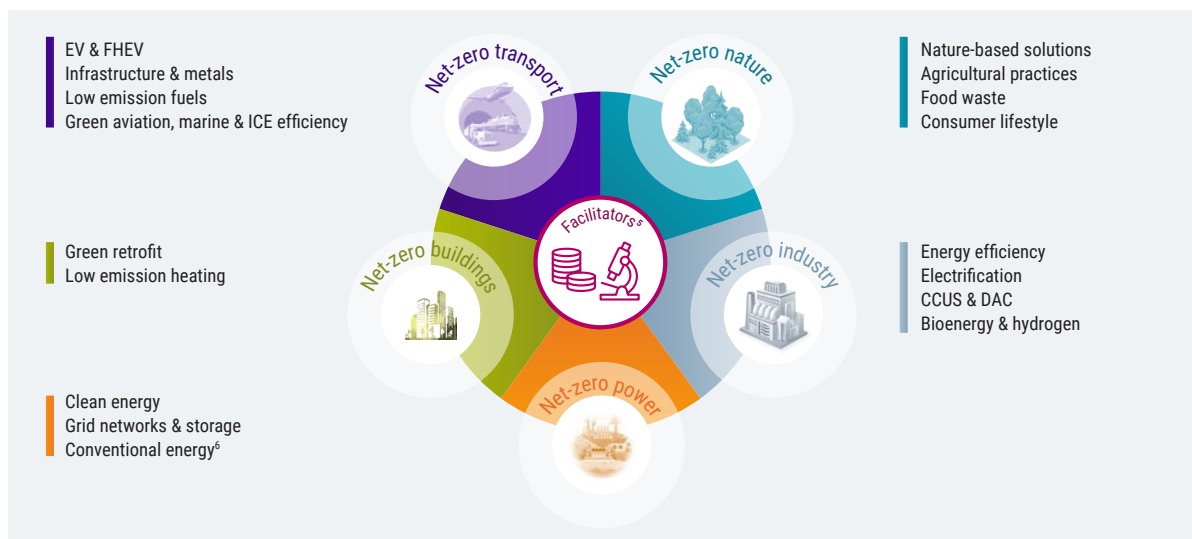 EV & FHEV
Infrastructure & metals
Low emission fuels
Green aviation, marine & ICE efficiency
Net-zero transport
Net-zero nature
Nature-based solutions
Agricultural practices
Food waste
Consumer lifestyle
Facilitators⁵
Green retrofit
Low emission heating
Net-zero buildings
Net-zero industry
Energy efficiency
Electrification
CCUS & DAC
Bioenergy & hydrogen
Clean energy
Grid networks & storage
Conventional energy⁶
Net-zero power